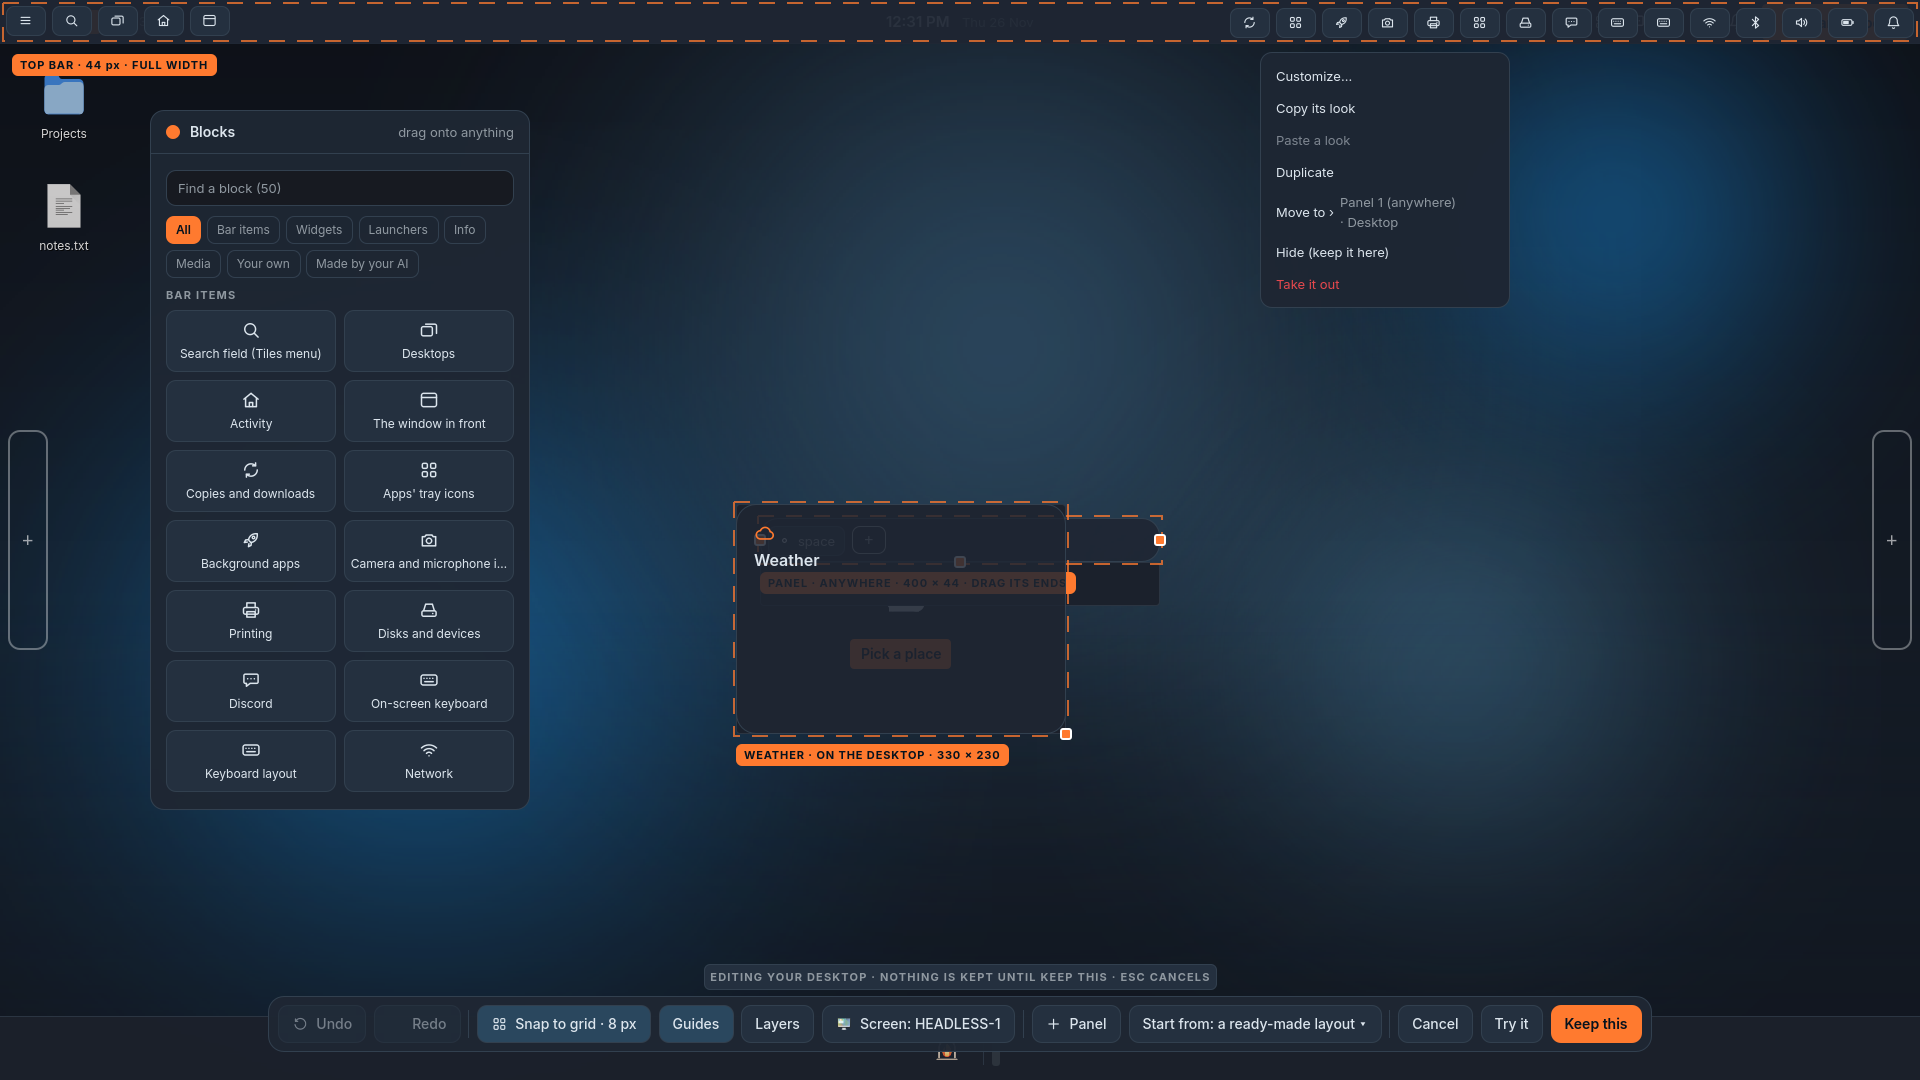 12:31 PM Thu 26 Nov
TOP BAR · 44 px · FULL WIDTH
Projects
notes.txt
Blocks
drag onto anything
Find a block (50)
All
Bar items
Widgets
Launchers
Info
Media
Your own
Made by your AI
BAR ITEMS
Search field (Tiles menu)
Desktops
Activity
The window in front
Copies and downloads
Apps' tray icons
Background apps
Camera and microphone i...
Printing
Disks and devices
Discord
On-screen keyboard
Keyboard layout
Network
Customize...
Copy its look
Paste a look
Duplicate
Move to › Panel 1 (anywhere)
· Desktop
Hide (keep it here)
Take it out
+
+
space
+
Weather
PANEL · ANYWHERE · 400 × 44 · DRAG ITS ENDS
Pick a place
WEATHER · ON THE DESKTOP · 330 × 230
EDITING YOUR DESKTOP · NOTHING IS KEPT UNTIL KEEP THIS · ESC CANCELS
Undo
Redo
Snap to grid · 8 px
Guides
Layers
Screen: HEADLESS-1
+ Panel
Start from: a ready-made layout ▾
Cancel
Try it
Keep this